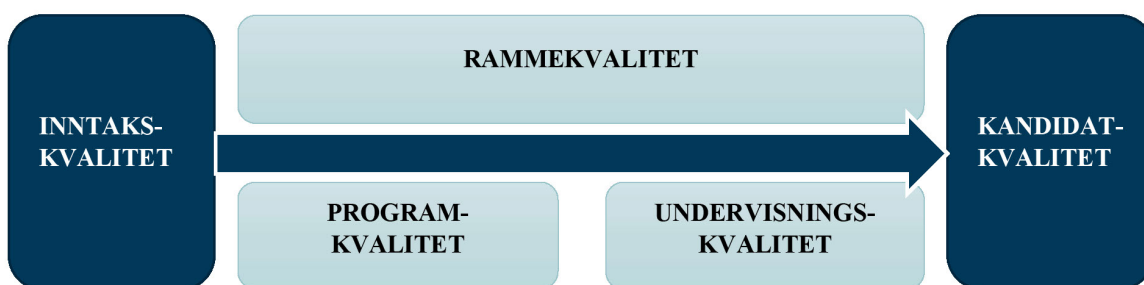 INNTAKS-
KVALITET
RAMMEKVALITET
PROGRAM-
KVALITET
UNDERVISNINGS-
KVALITET
KANDIDAT-
KVALITET